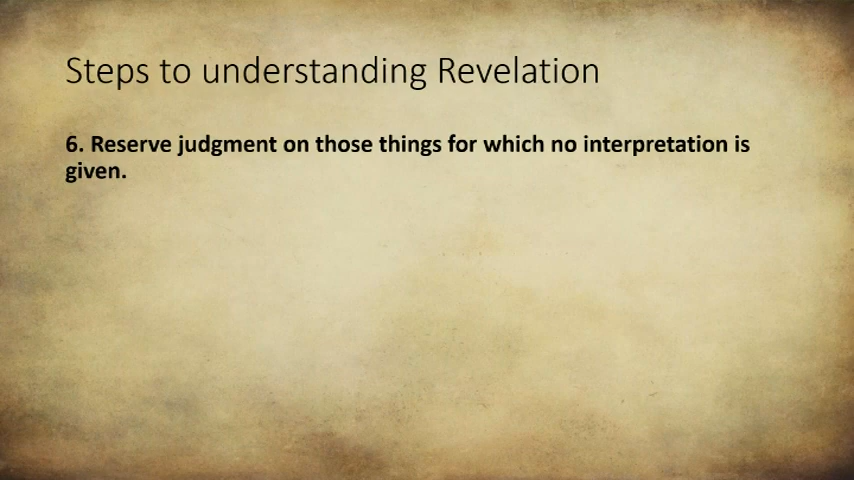 Steps to understanding Revelation
6. Reserve judgment on those things for which no interpretation is
given.